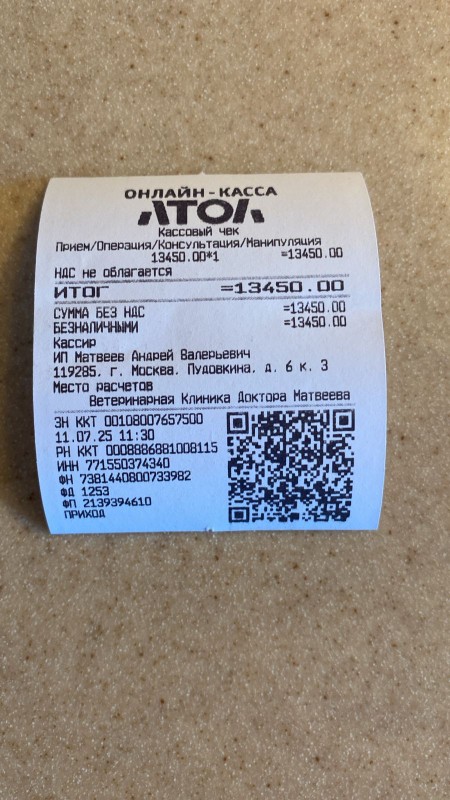 ОНЛАЙН-КАССА
АТОЛ
Кассовый чек
Прием/Операция/Консультация/Манипуляция
13450.00*1 =13450.00
НДС не облагается
ИТОГ =13450.00
СУММА БЕЗ НДС =13450.00
БЕЗНАЛИЧНЫМИ =13450.00
Кассир
ИП Матвеев Андрей Валерьевич
119285, г. Москва, Пудовкина, д. 6 к. 3
Место расчетов
Ветеринарная Клиника Доктора Матвеева
ЗН ККТ 00108007657500
11.07.25 11:30
РН ККТ 0008886881008115
ИНН 771550374340
ФН 7381440800733982
ФД 1253
ФП 2139394610
ПРИХОД